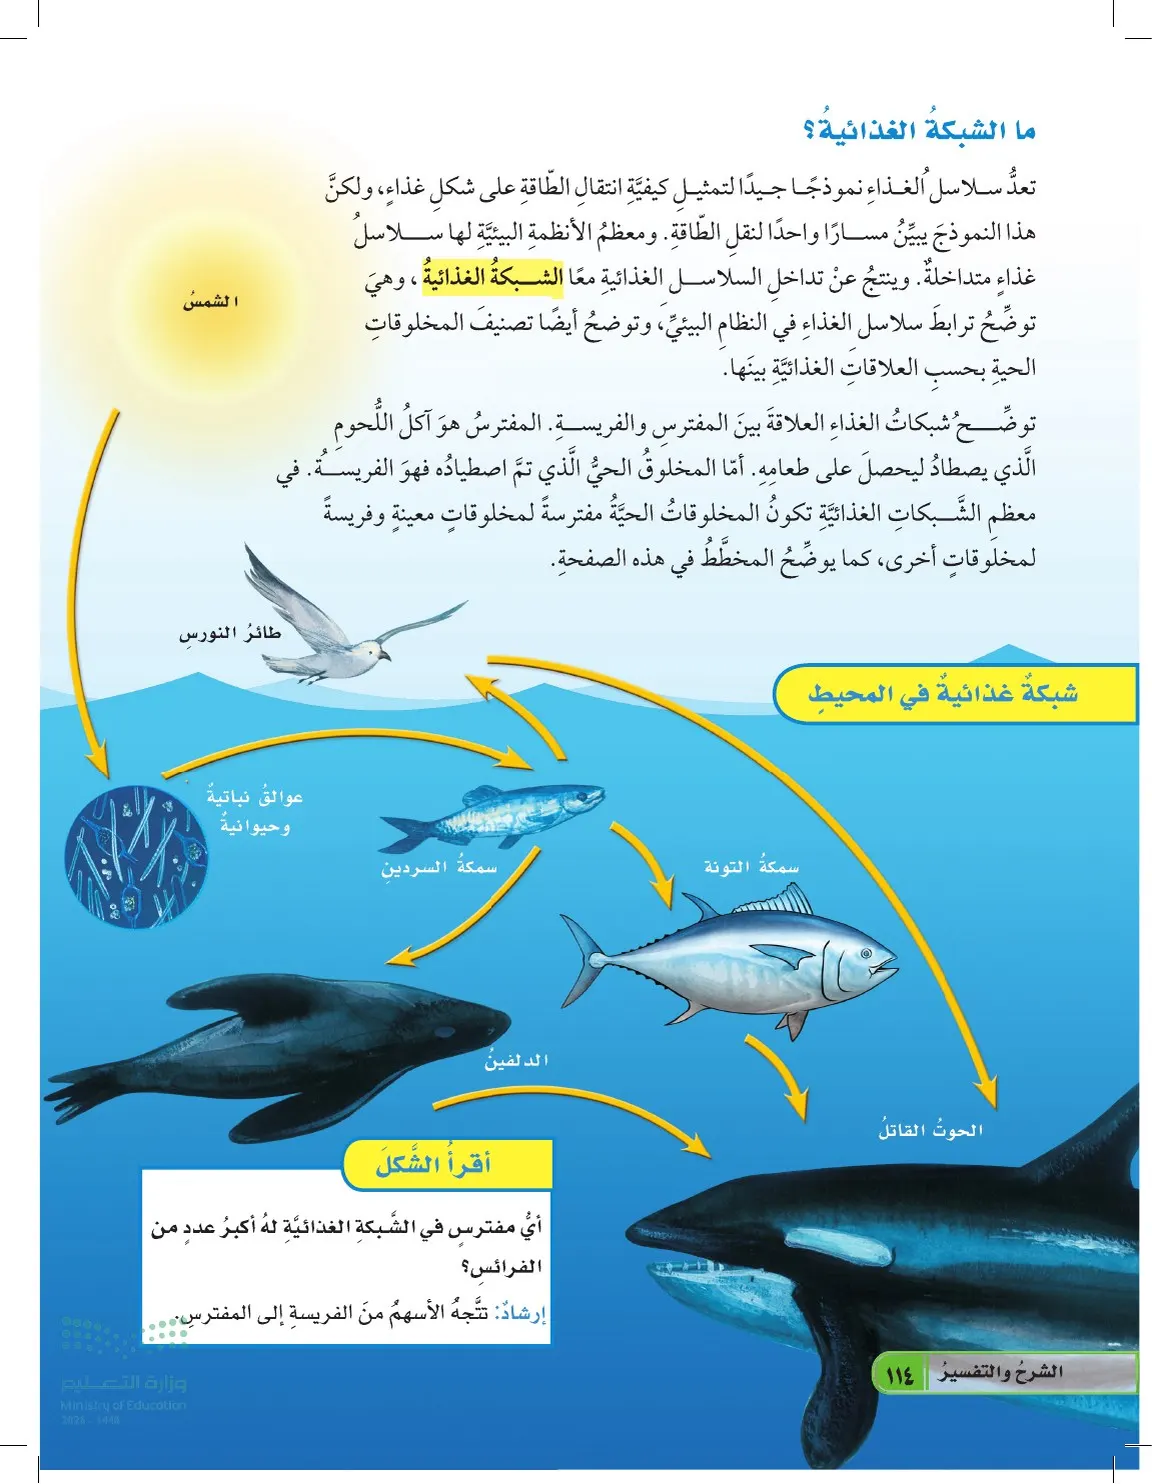 ما الشبكةُ الغذائيةُ؟
تعدُّ سلاسلُ الغذاءِ نموذجًا جيدًا لتمثيلِ كيفيَّةِ انتقالِ الطّاقةِ على شكلِ غذاءٍ، ولكنَّ
هذا النموذجَ يبيِّنُ مسارًا واحدًا لنقلِ الطّاقةِ. ومعظمُ الأنظمةِ البيئيَّةِ لها سلاسلُ
غذاءٍ متداخلةٌ. وينتجُ عنْ تداخلِ السلاسلِ الغذائيةِ معًا الشبكةُ الغذائيةُ، وهيَ
توضِّحُ ترابطَ سلاسلِ الغذاءِ في النظامِ البيئيِّ، وتوضحُ أيضًا تصنيفَ المخلوقاتِ
الحيةِ بحسبِ العلاقاتِ الغذائيَّةِ بينَها.
توضِّحُ شبكاتُ الغذاءِ العلاقةَ بينَ المفترسِ والفريسةِ. المفترسُ هوَ آكلُ اللُّحومِ
الَّذي يصطادُ ليحصلَ على طعامِهِ. أمّا المخلوقُ الحيُّ الَّذي تمَّ اصطيادُه فهوَ الفريسةُ. في
معظمِ الشَّبكاتِ الغذائيَّةِ تكونُ المخلوقاتُ الحيَّةُ مفترسةً لمخلوقاتٍ معينةٍ وفريسةً
لمخلوقاتٍ أخرى، كما يوضِّحُ المخطَّطُ في هذه الصفحةِ.
الشمسُ
طائرُ النورسِ
شبكةٌ غذائيةٌ في المحيطِ
عوالقُ نباتيةٌ
وحيوانيةٌ
سمكةُ السردينِ
سمكةُ التونة
الدلفينُ
الحوتُ القاتلُ
أقرأُ الشَّكلَ
أيُّ مفترسٍ في الشَّبكةِ الغذائيَّةِ لهُ أكبرُ عددٍ من
الفرائسِ؟
إرشادٌ: تتَّجهُ الأسهمُ منَ الفريسةِ إلى المفترسِ.
وزارة التعليم
Ministry of Education
2026 - 1448
الشرحُ والتفسيرُ ١١٤